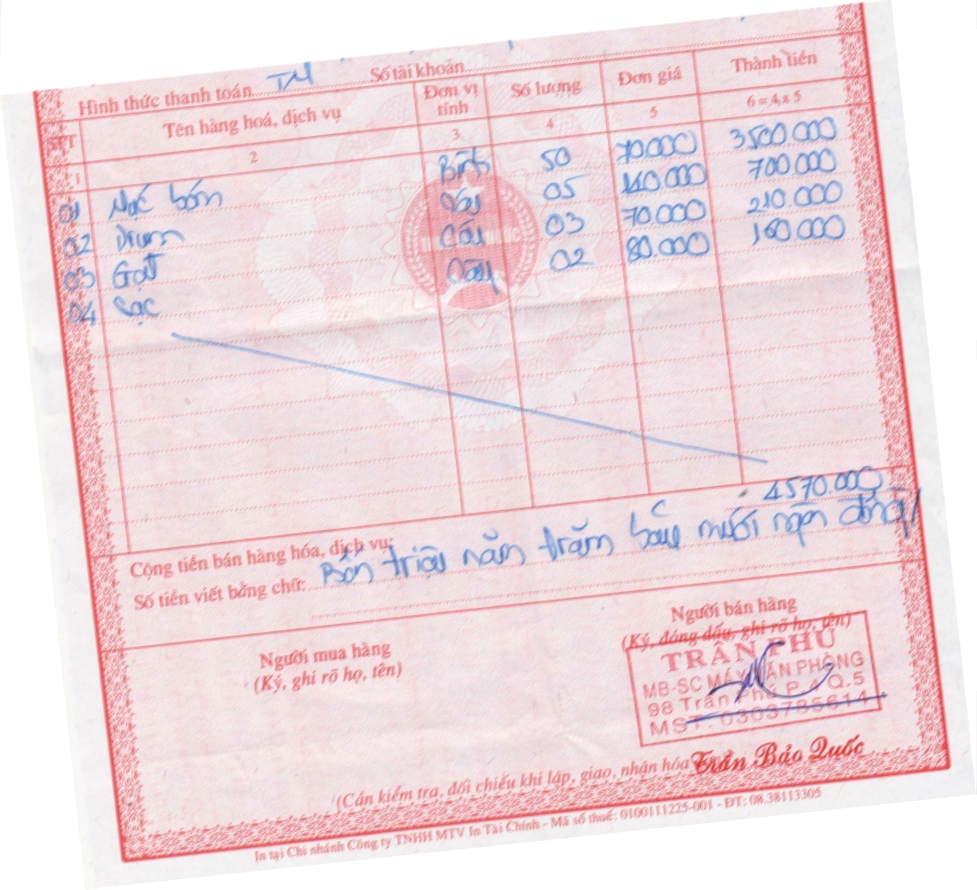 Hình thức thanh toán TM Số tài khoản
STT Tên hàng hoá, dịch vụ Đơn vị tính Số lượng Đơn giá Thành tiền
1 2 3 4 5 6 = 4 x 5
01 Mực bơm Bình 50 70.000 3500.000
02 Drum Cây 05 140.000 700.000
03 Gạt Cây 03 70.000 210.000
04 Sạc Cây 02 80.000 160.000
Cộng tiền bán hàng hóa, dịch vụ: 4570.000
Số tiền viết bằng chữ: Bốn triệu năm trăm bảy mươi ngàn đồng
Người mua hàng Người bán hàng
(Ký, ghi rõ họ, tên) (Ký, đóng dấu, ghi rõ họ, tên)
TRẦN PHÚ
MB-SC MÁY VĂN PHÒNG
98 Trần Phú P. Q.5
MST: 0303785614
Trần Bảo Quốc
(Cần kiểm tra, đối chiếu khi lập, giao, nhận hóa
In tại Chi nhánh Công ty TNHH MTV In Tài Chính - Mã số thuế: 0100111225-001 - ĐT: 08.38113305